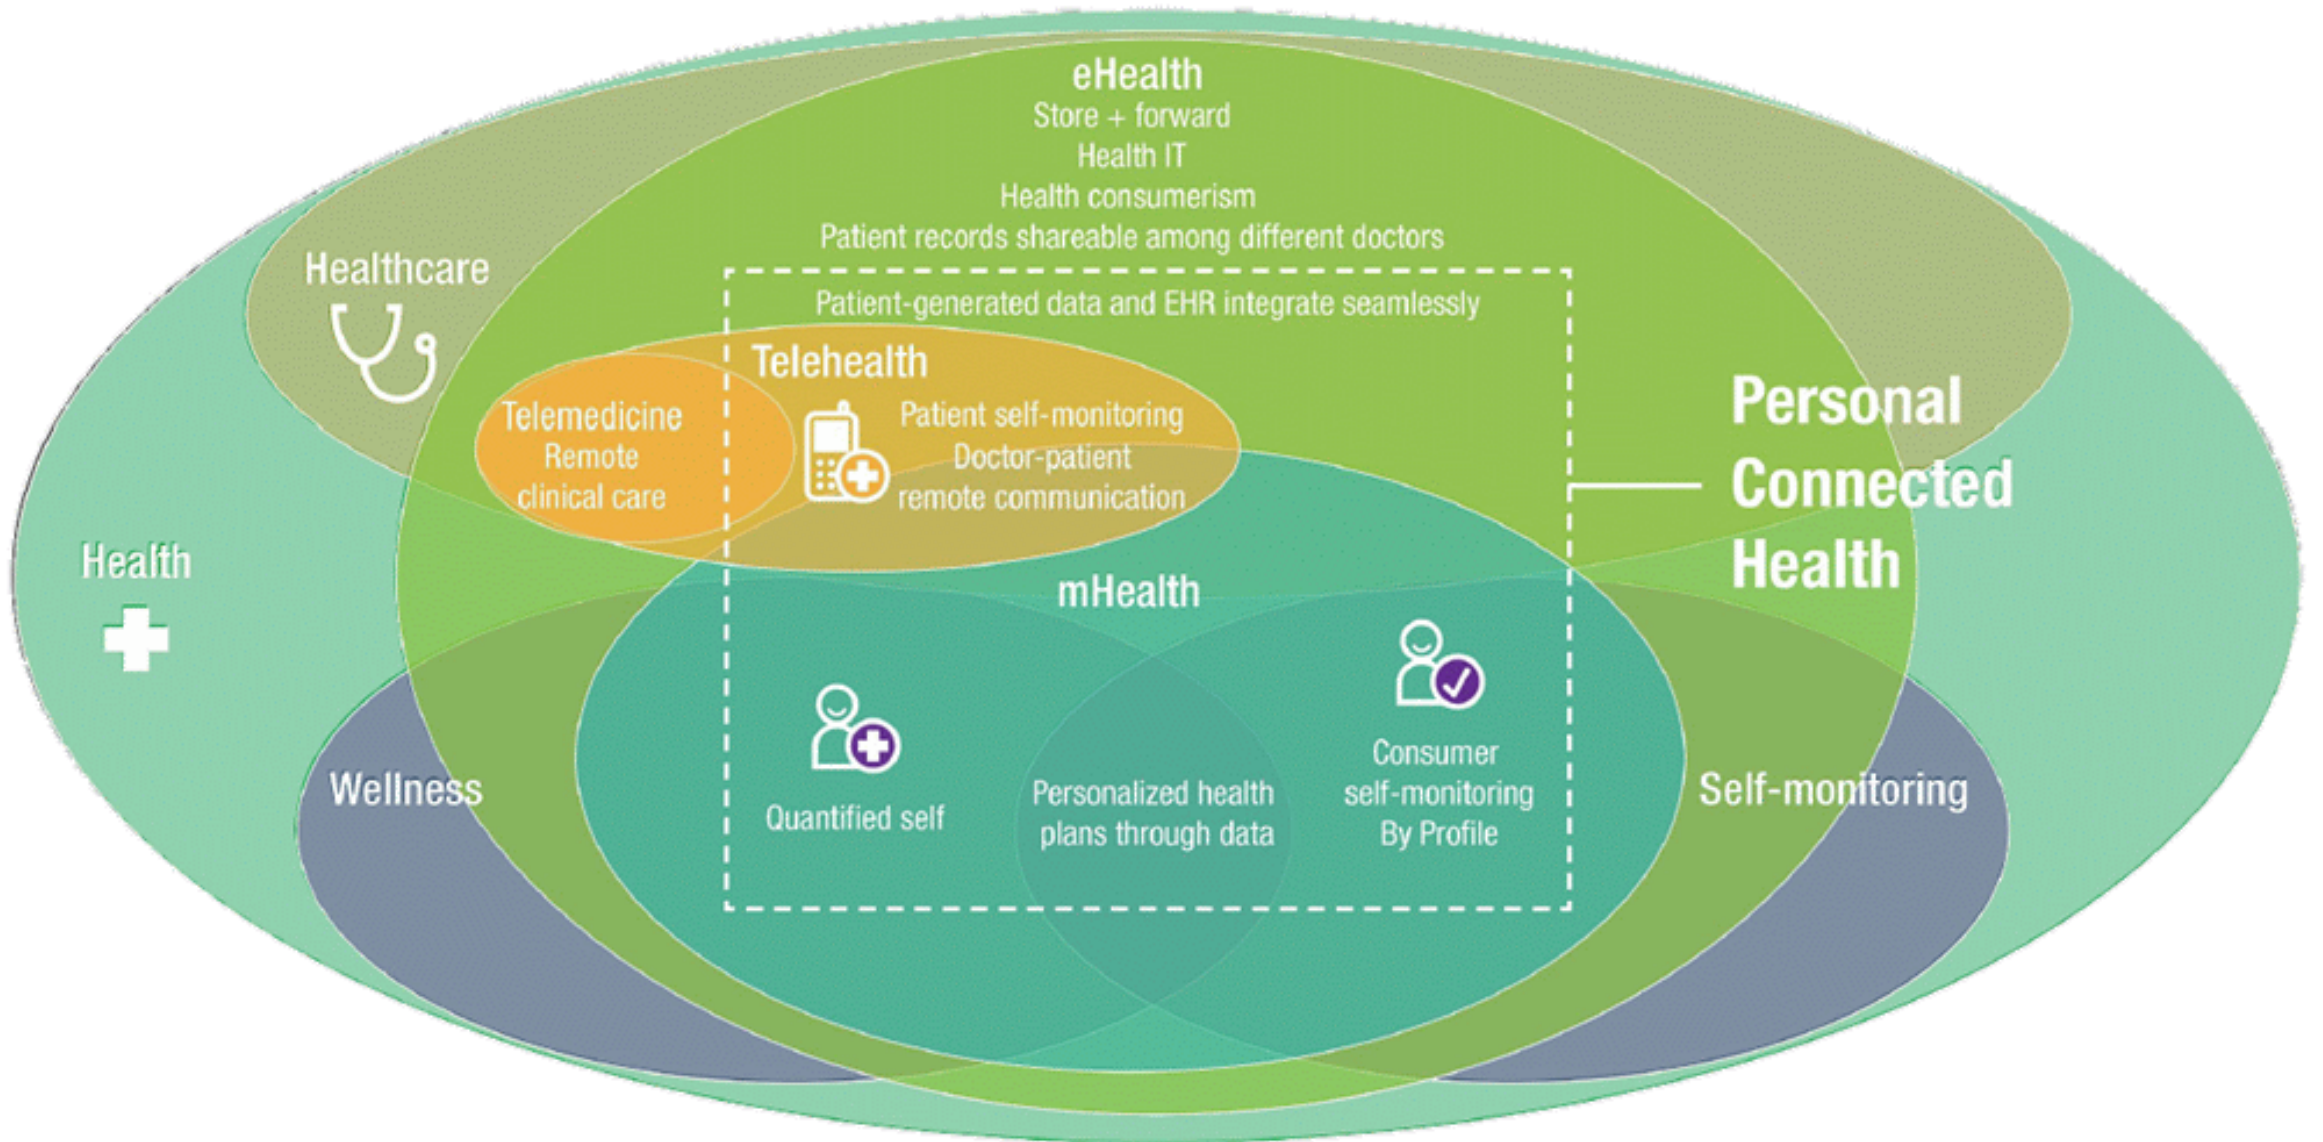 eHealth
Store + forward
Health IT
Health consumerism
Patient records shareable among different doctors
Healthcare
Patient-generated data and EHR integrate seamlessly
Telehealth
Telemedicine
Remote
clinical care
Patient self-monitoring
Doctor-patient
remote communication
Personal
Connected
Health
Health
mHealth
Wellness
Quantified self
Personalized health
plans through data
Consumer
self-monitoring
By Profile
Self-monitoring